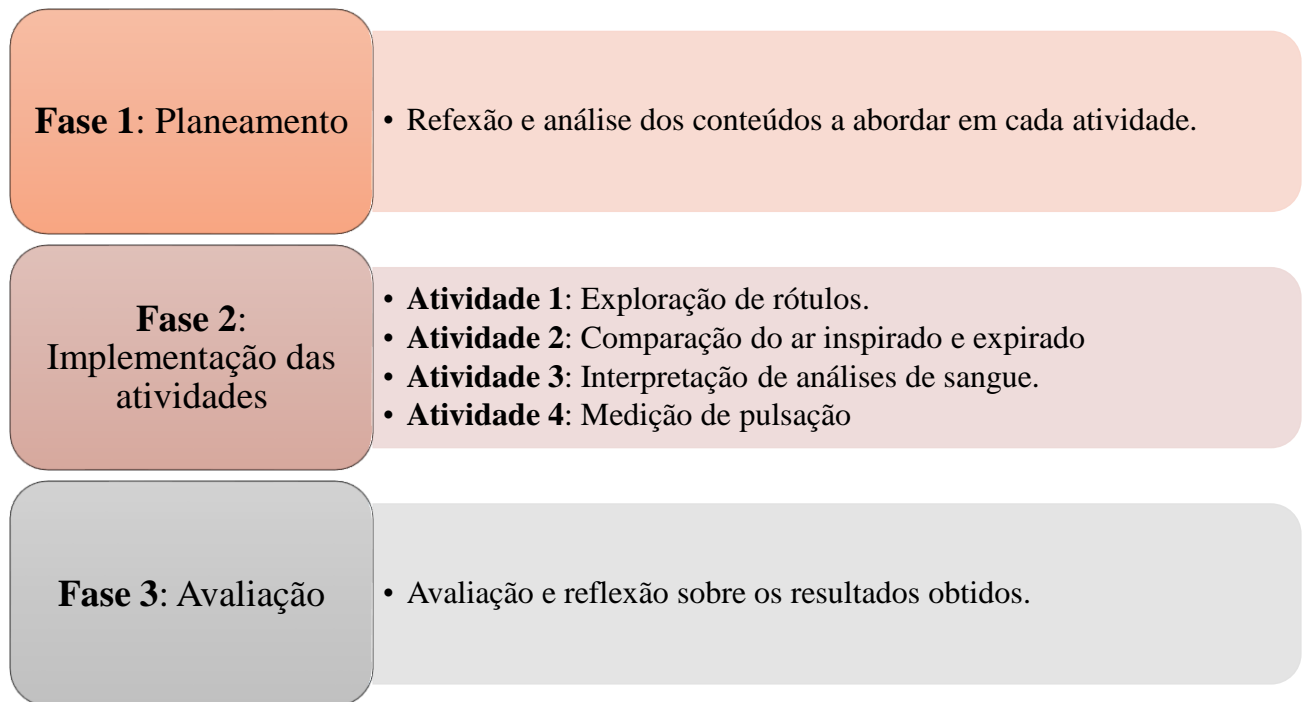 Fase 1: Planeamento
• Refexão e análise dos conteúdos a abordar em cada atividade.
Fase 2:
Implementação das
atividades
• Atividade 1: Exploração de rótulos.
• Atividade 2: Comparação do ar inspirado e expirado
• Atividade 3: Interpretação de análises de sangue.
• Atividade 4: Medição de pulsação
Fase 3: Avaliação
• Avaliação e reflexão sobre os resultados obtidos.